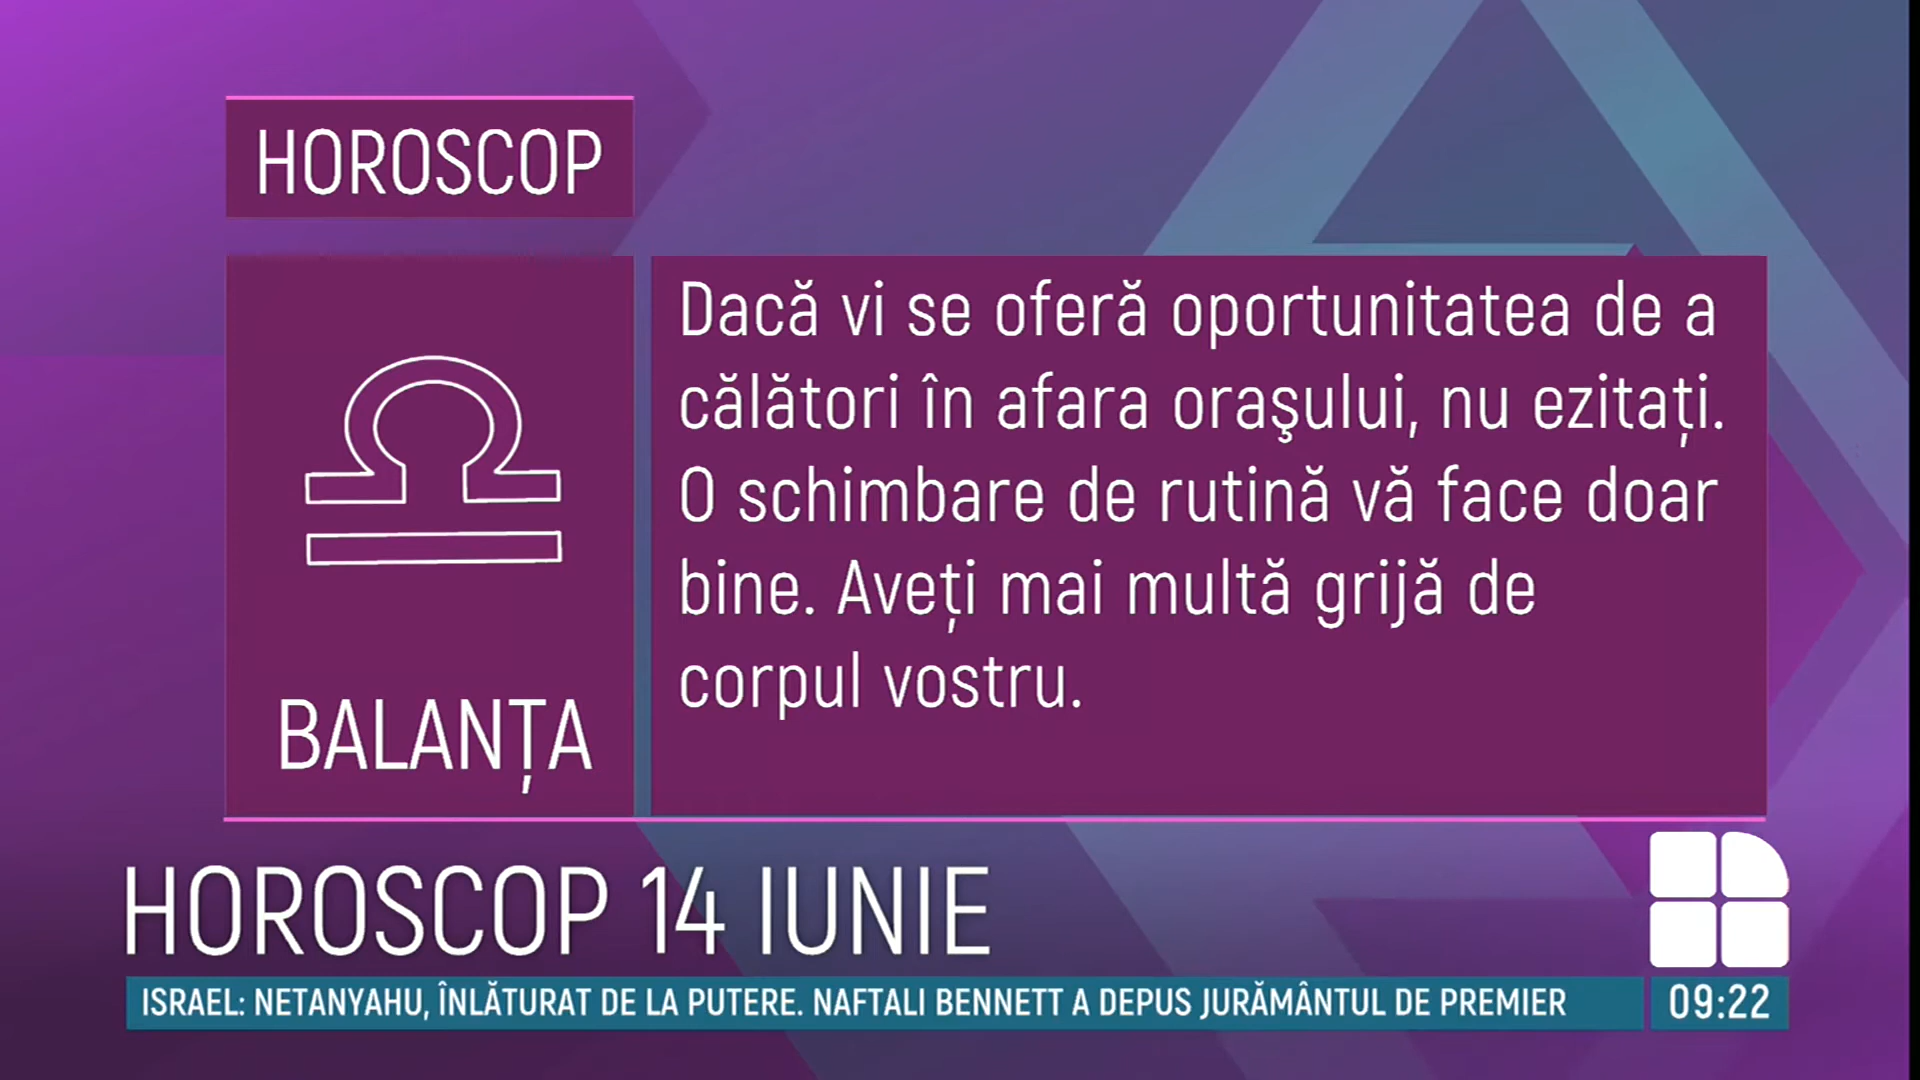 HOROSCOP
Dacă vi se oferă oportunitatea de a
călători în afara oraşului, nu ezitați.
O schimbare de rutină vă face doar
bine. Aveți mai multă grijă de
corpul vostru.
BALANȚA
HOROSCOP 14 IUNIE
ISRAEL: NETANYAHU, ÎNLĂTURAT DE LA PUTERE. NAFTALI BENNETT A DEPUS JURĂMÂNTUL DE PREMIER
09:22